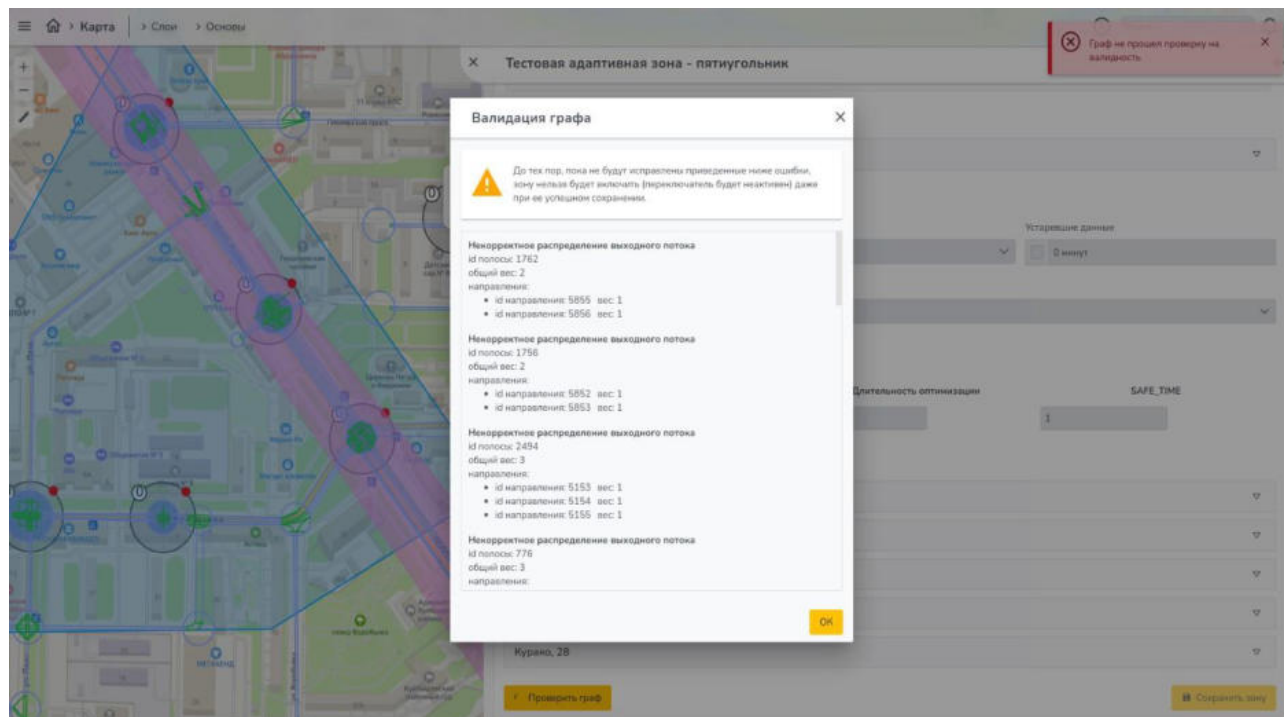 Карта
> Слои
> Основы
Граф не прошел проверку на
валидность
Тестовая адаптивная зона - пятиугольник
Валидация графа
До тех пор, пока не будут исправлены приведенные ниже ошибки,
зону нельзя будет включить (переключатель будет неактивен) даже
при ее успешном сохранении.
Устаревшие данные
0 минут
Некорректное распределение выходного потока
id полосы: 1762
общий вес: 2
направления:
• id направления: 5855 вес: 1
• id направления: 5856 вес: 1
Некорректное распределение выходного потока
id полосы: 1756
общий вес: 2
направления:
• id направления: 5852 вес: 1
• id направления: 5853 вес: 1
Длительность оптимизации
SAFE_TIME
1
Некорректное распределение выходного потока
id полосы: 2494
общий вес: 3
направления:
• id направления: 5153 вес: 1
• id направления: 5154 вес: 1
• id направления: 5155 вес: 1
Некорректное распределение выходного потока
id полосы: 776
общий вес: 3
направления:
OK
Курако, 28
Проверить граф
Сохранить зону